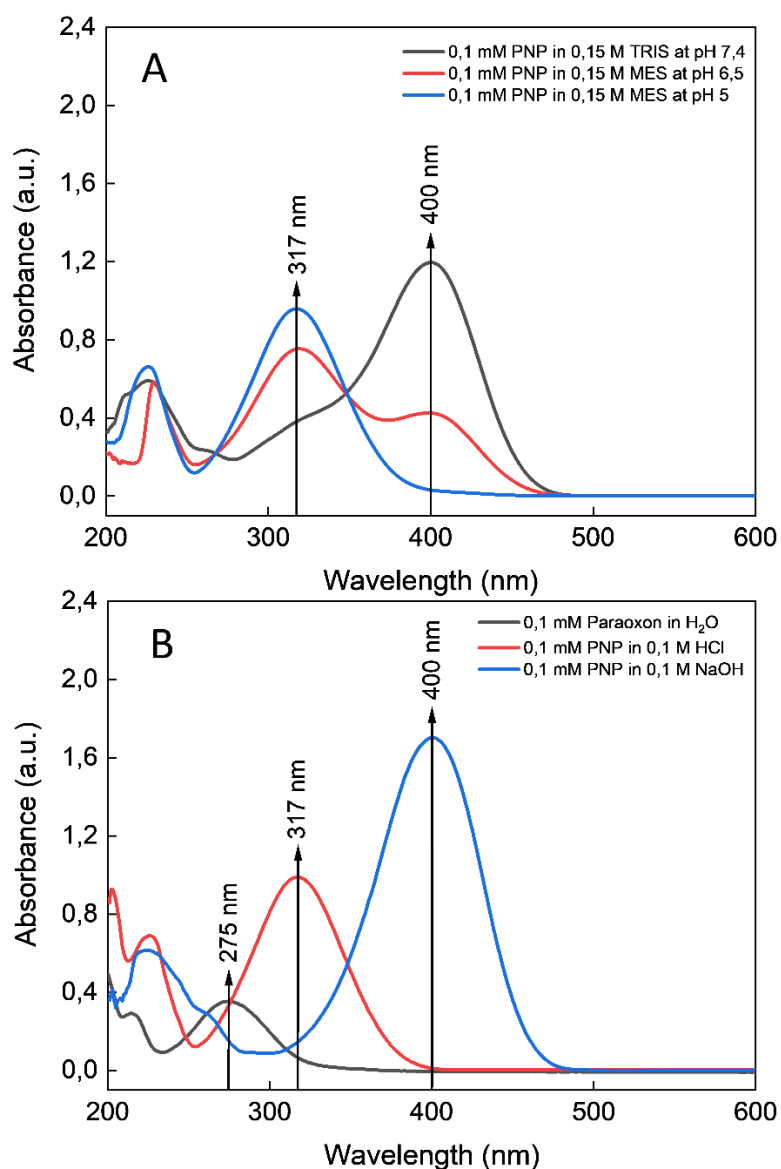 A
0,1 mM PNP in 0,15 M TRIS at pH 7,4
0,1 mM PNP in 0,15 M MES at pH 6,5
0,1 mM PNP in 0,15 M MES at pH 5
317 nm
400 nm
Absorbance (a.u.)
2,4
2,0
1,6
1,2
0,8
0,4
0,0
200
300
400
500
600
Wavelength (nm)
B
0,1 mM Paraoxon in H₂O
0,1 mM PNP in 0,1 M HCl
0,1 mM PNP in 0,1 M NaOH
275 nm
317 nm
400 nm
Absorbance (a.u.)
2,4
2,0
1,6
1,2
0,8
0,4
0,0
200
300
400
500
600
Wavelength (nm)